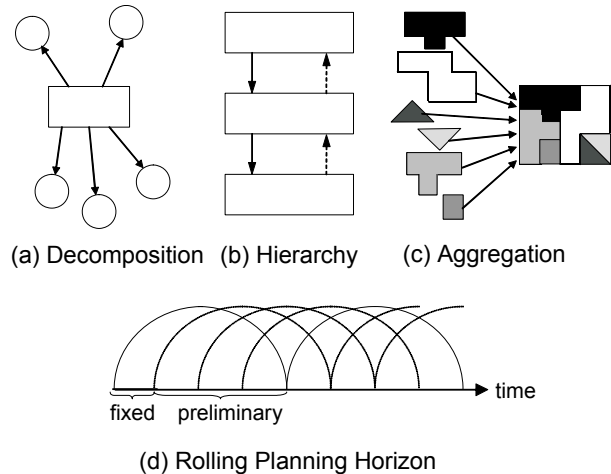 (a) Decomposition (b) Hierarchy (c) Aggregation
time
fixed preliminary
(d) Rolling Planning Horizon